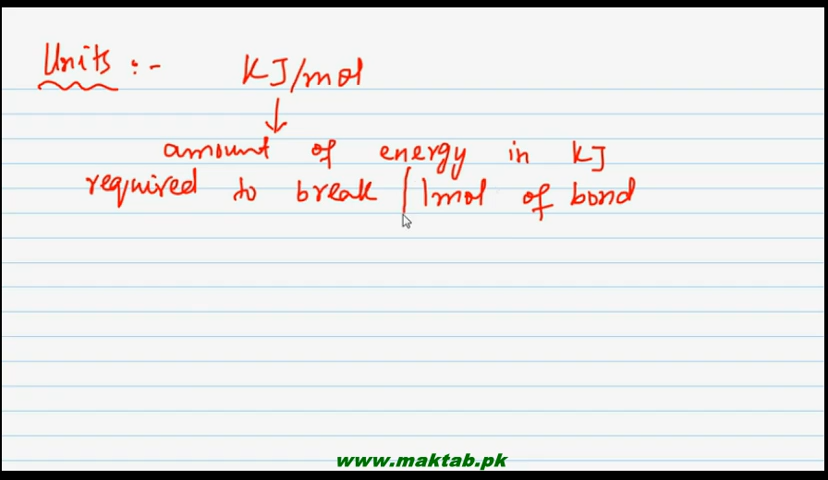 Units :-    KJ/mol
amount of energy in KJ
required to break / 1mol of bond
www.maktab.pk